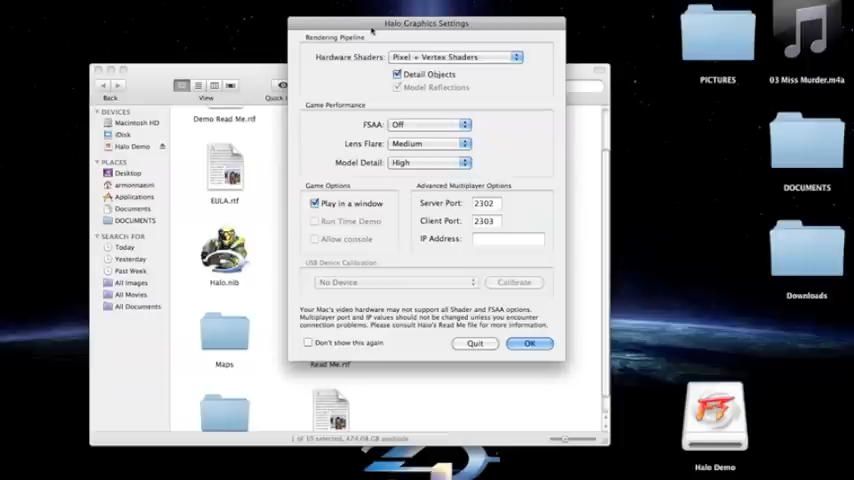 Halo Graphics Settings
Rendering Pipeline
Hardware Shaders: Pixel + Vertex Shaders
Detail Objects
Model Reflections
Game Performance
FSAA: Off
Lens Flare: Medium
Model Detail: High
Game Options
Play in a window
Run Time Demo
Allow console
Advanced Multiplayer Options
Server Port: 2302
Client Port: 2303
IP Address:
USB Device Calibration
No Device
Calibrate
Your Mac's video hardware may not support all Shader and FSAA options.
Multiplayer port and IP values should not be changed unless you encounter
connection problems. Please consult Halo's Read Me file for more information.
Don't show this again
Quit
OK
Back
View
Quick
DEVICES
Macintosh HD
iDisk
Halo Demo
PLACES
Desktop
armonnaeini
Applications
Documents
DOCUMENTS
SEARCH FOR
Today
Yesterday
Past Week
All Images
All Movies
All Documents
Demo Read Me.rtf
EULA.rtf
Halo.nib
Maps
Read Me.rtf
PICTURES
03 Miss Murder.m4a
DOCUMENTS
Downloads
Halo Demo